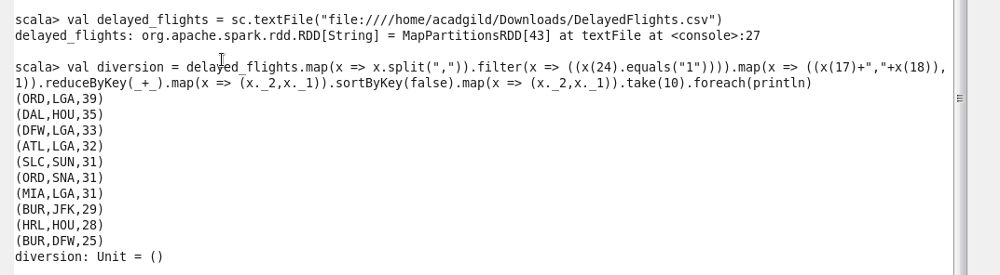 scala> val delayed_flights = sc.textFile("file:////home/acadgild/Downloads/DelayedFlights.csv")
delayed_flights: org.apache.spark.rdd.RDD[String] = MapPartitionsRDD[43] at textFile at <console>:27
scala> val diversion = delayed_flights.map(x => x.split(",")).filter(x => ((x(24).equals("1")))).map(x => ((x(17)+","+x(18)),
1)).reduceByKey(_+_).map(x => (x._2,x._1)).sortByKey(false).map(x => (x._2,x._1)).take(10).foreach(println)
(ORD,LGA,39)
(DAL,HOU,35)
(DFW,LGA,33)
(ATL,LGA,32)
(SLC,SUN,31)
(ORD,SNA,31)
(MIA,LGA,31)
(BUR,JFK,29)
(HRL,HOU,28)
(BUR,DFW,25)
diversion: Unit = ()